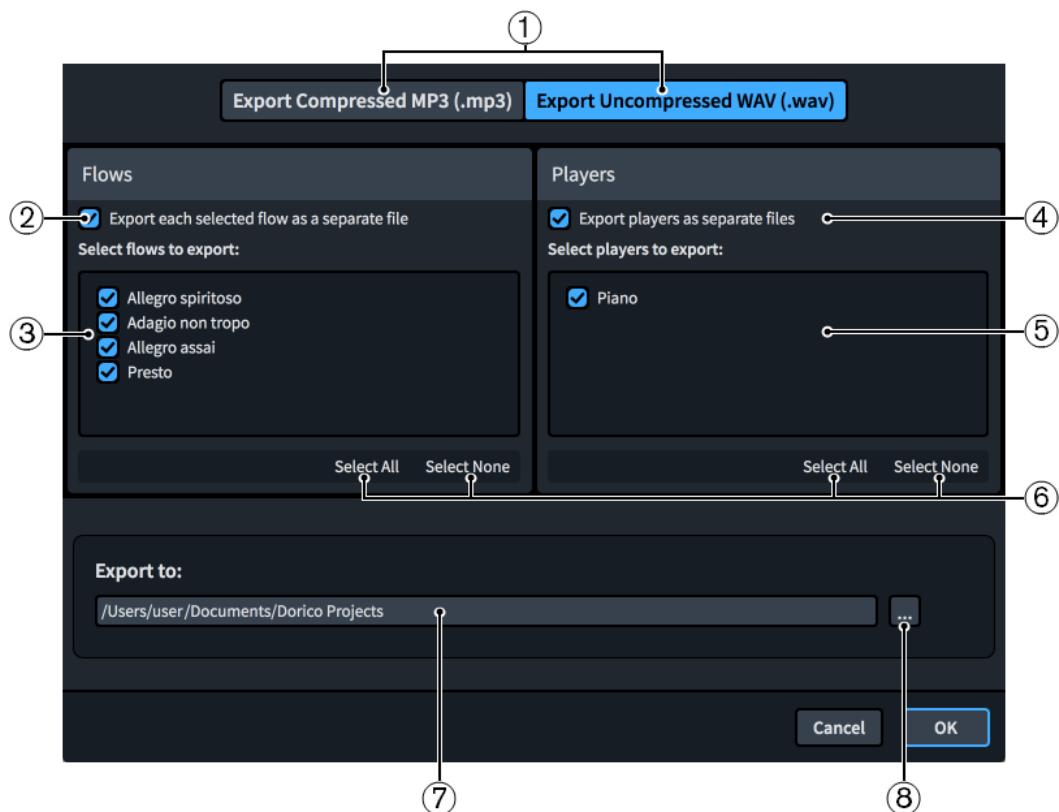 ①
Export Compressed MP3 (.mp3) Export Uncompressed WAV (.wav)
Flows
② Export each selected flow as a separate file
Select flows to export:
Allegro spiritoso
Adagio non tropo
③ Allegro assai
Presto
Select All Select None
Players
Export players as separate files ④
Select players to export:
Piano
⑤
Select All Select None
⑥
Export to:
/Users/user/Documents/Dorico Projects ...
Cancel OK
⑦ ⑧